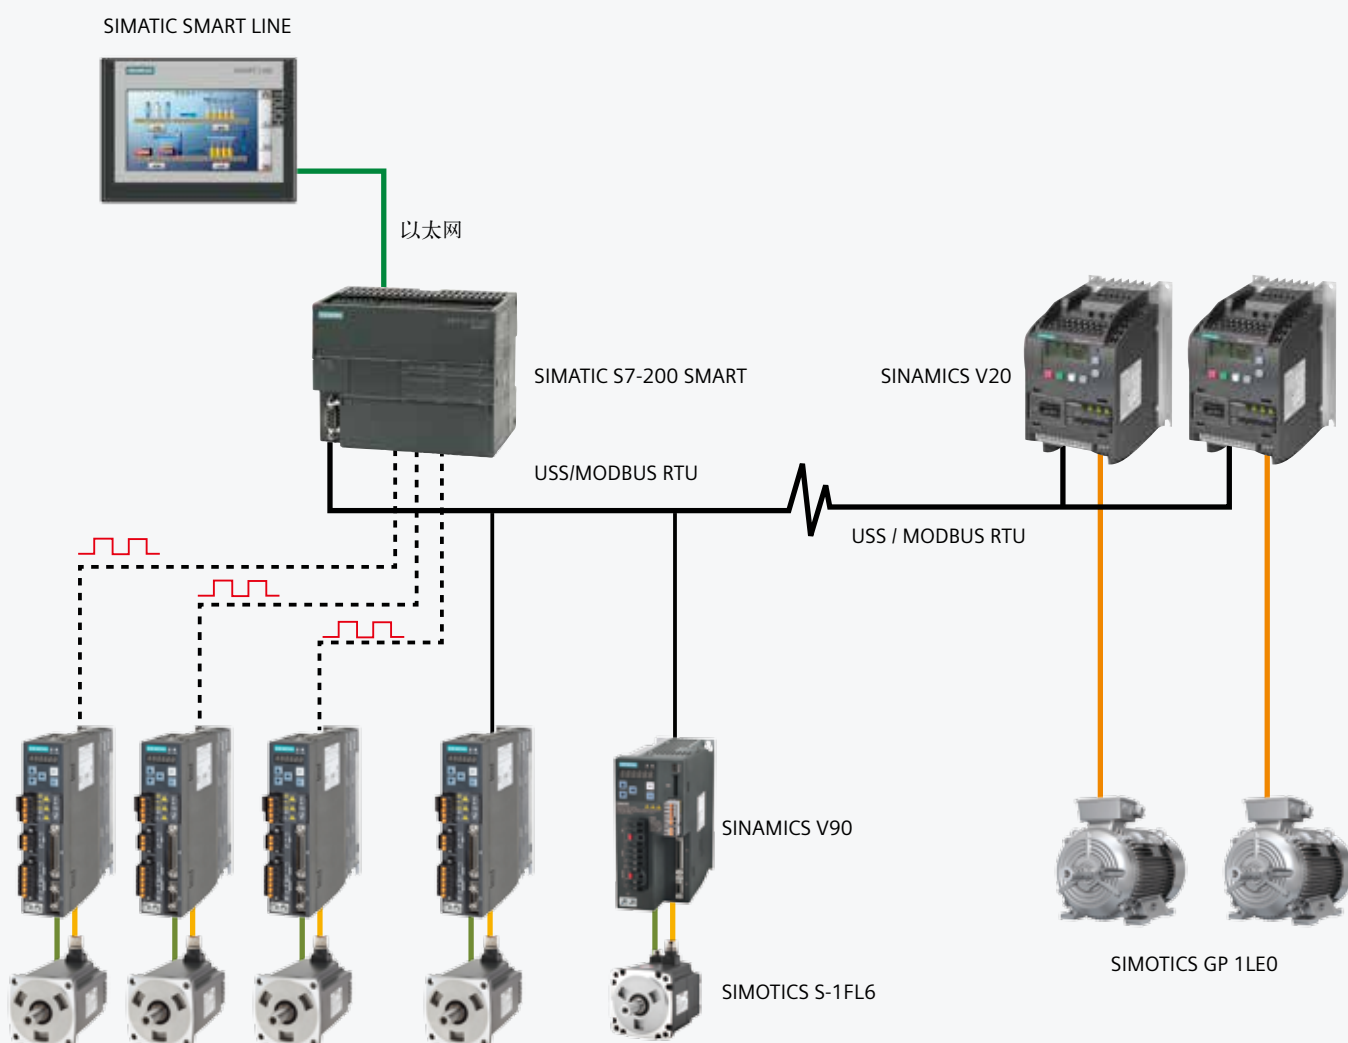 SIMATIC SMART LINE
以太网
SIMATIC S7-200 SMART
SINAMICS V20
USS/MODBUS RTU
USS / MODBUS RTU
SINAMICS V90
SIMOTICS GP 1LE0
SIMOTICS S-1FL6